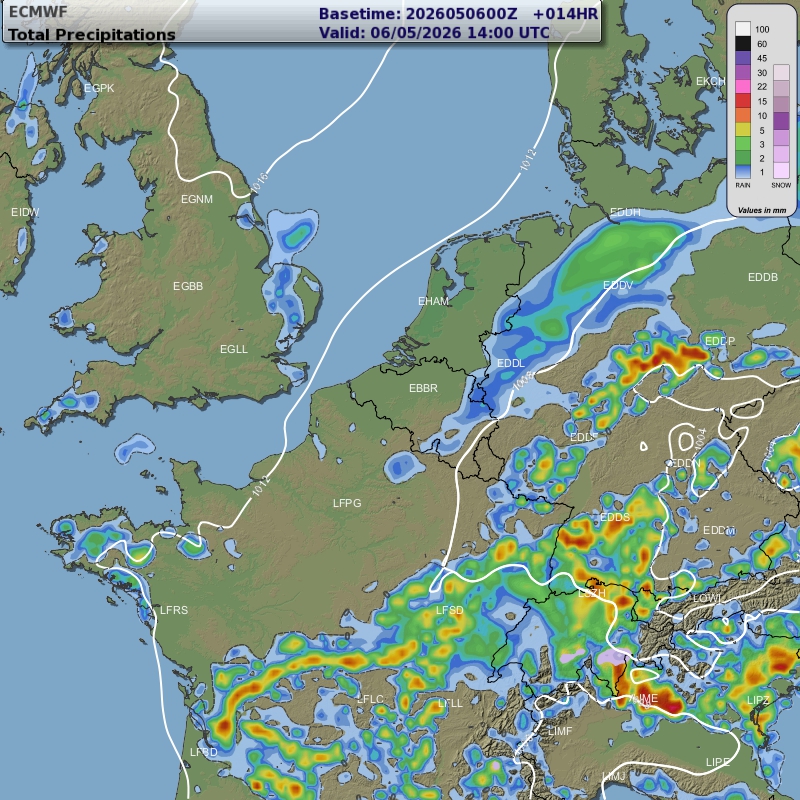 ECMWF
Total Precipitations
Basetime: 2026050600Z +014HR
Valid: 06/05/2026 14:00 UTC
100
60
45
30
22
15
10
5
3
2
1
RAIN
SNOW
Values in mm
EGPK
EKCH
EIDW
EGNM
1016
1012
EDDH
EGBB
EHAM
EDDV
EDDB
EGLL
EDDL
EDDP
EBBR
1008
1004
EDDN
1012
LFPG
EDDS
EDDM
LFRS
LFSD
LSZH
LOWI
LFLC
LFLL
LIME
LIPZ
LFBD
LIMF
LIPE
LIMJ